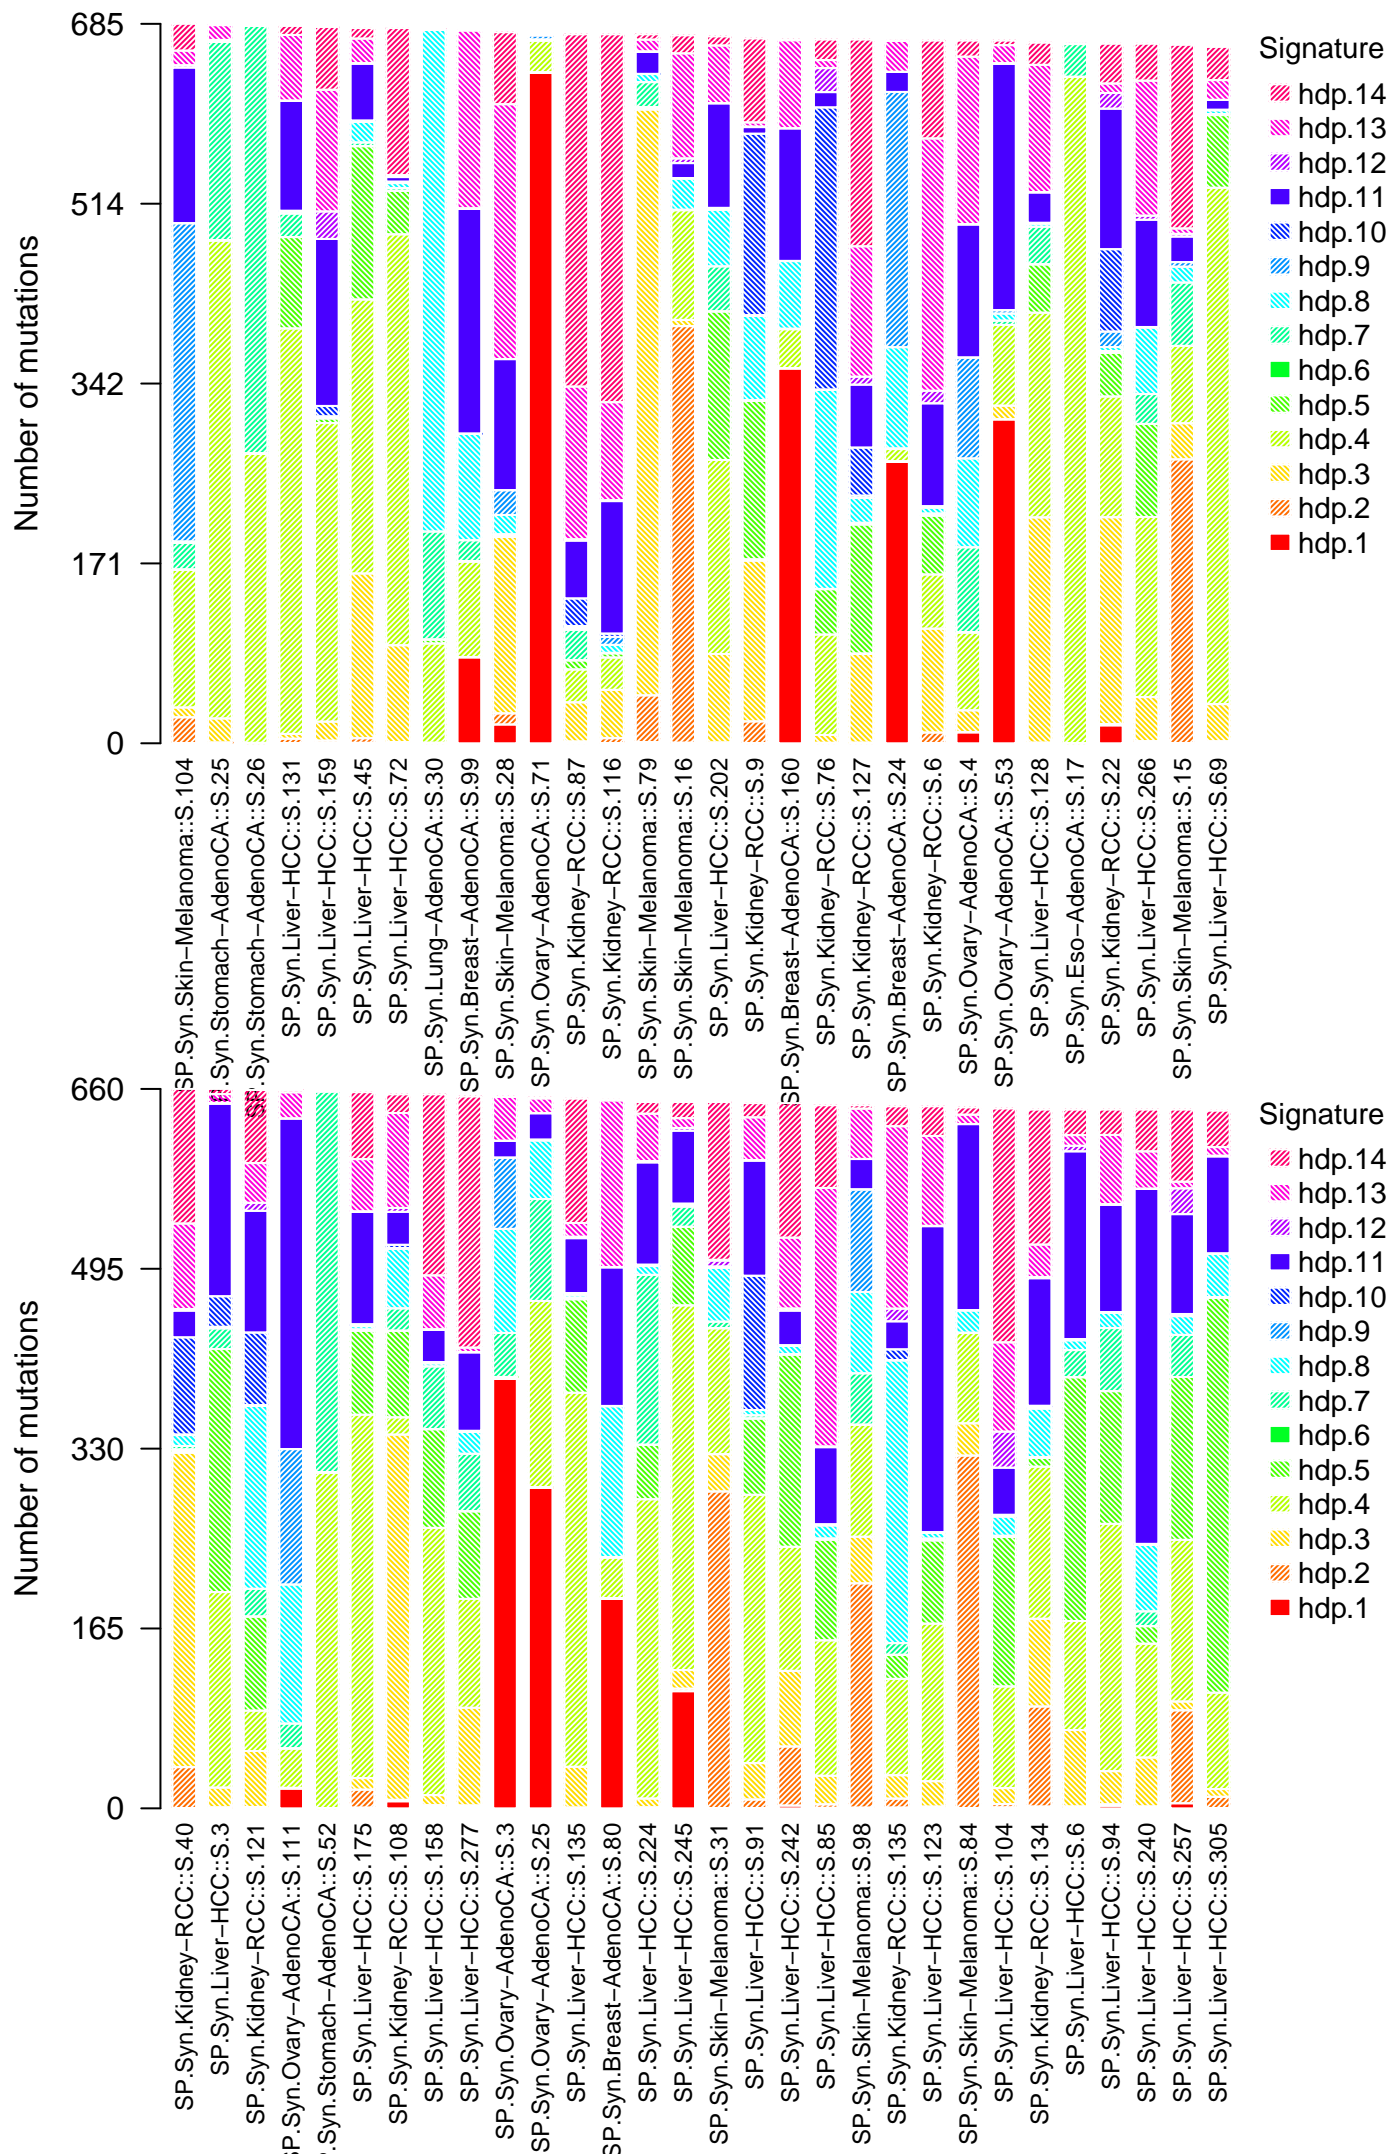 Number of mutations
685
514
342
171
0
SP.Syn.Skin−Melanoma::S.104
.Syn.Stomach−AdenoCA::S.25
SP.Syn.Stomach−AdenoCA::S.26
SP.Syn.Liver−HCC::S.131
SP.Syn.Liver−HCC::S.159
SP.Syn.Liver−HCC::S.45
SP.Syn.Liver−HCC::S.72
SP.Syn.Lung−AdenoCA::S.30
SP.Syn.Breast−AdenoCA::S.99
SP.Syn.Skin−Melanoma::S.28
SP.Syn.Ovary−AdenoCA::S.71
SP.Syn.Kidney−RCC::S.87
SP.Syn.Kidney−RCC::S.116
SP.Syn.Skin−Melanoma::S.79
SP.Syn.Skin−Melanoma::S.16
SP.Syn.Liver−HCC::S.202
SP.Syn.Kidney−RCC::S.9
SP.Syn.Breast−AdenoCA::S.160
SP.Syn.Kidney−RCC::S.76
SP.Syn.Kidney−RCC::S.127
SP.Syn.Breast−AdenoCA::S.24
SP.Syn.Kidney−RCC::S.6
SP.Syn.Ovary−AdenoCA::S.4
SP.Syn.Ovary−AdenoCA::S.53
SP.Syn.Liver−HCC::S.128
SP.Syn.Eso−AdenoCA::S.17
SP.Syn.Kidney−RCC::S.22
SP.Syn.Liver−HCC::S.266
SP.Syn.Skin−Melanoma::S.15
SP.Syn.Liver−HCC::S.69
Signature
hdp.14
hdp.13
hdp.12
hdp.11
hdp.10
hdp.9
hdp.8
hdp.7
hdp.6
hdp.5
hdp.4
hdp.3
hdp.2
hdp.1
Number of mutations
660
495
330
165
0
SP.Syn.Kidney−RCC::S.40
SP.Syn.Liver−HCC::S.3
SP.Syn.Kidney−RCC::S.121
SP.Syn.Ovary−AdenoCA::S.111
.Syn.Stomach−AdenoCA::S.52
SP.Syn.Liver−HCC::S.175
SP.Syn.Kidney−RCC::S.108
SP.Syn.Liver−HCC::S.158
SP.Syn.Liver−HCC::S.277
SP.Syn.Ovary−AdenoCA::S.3
SP.Syn.Ovary−AdenoCA::S.25
SP.Syn.Liver−HCC::S.135
SP.Syn.Breast−AdenoCA::S.80
SP.Syn.Liver−HCC::S.224
SP.Syn.Liver−HCC::S.245
SP.Syn.Skin−Melanoma::S.31
SP.Syn.Liver−HCC::S.91
SP.Syn.Liver−HCC::S.242
SP.Syn.Liver−HCC::S.85
SP.Syn.Skin−Melanoma::S.98
SP.Syn.Kidney−RCC::S.135
SP.Syn.Liver−HCC::S.123
SP.Syn.Skin−Melanoma::S.84
SP.Syn.Liver−HCC::S.104
SP.Syn.Kidney−RCC::S.134
SP.Syn.Liver−HCC::S.6
SP.Syn.Liver−HCC::S.94
SP.Syn.Liver−HCC::S.240
SP.Syn.Liver−HCC::S.257
SP.Syn.Liver−HCC::S.305
Signature
hdp.14
hdp.13
hdp.12
hdp.11
hdp.10
hdp.9
hdp.8
hdp.7
hdp.6
hdp.5
hdp.4
hdp.3
hdp.2
hdp.1